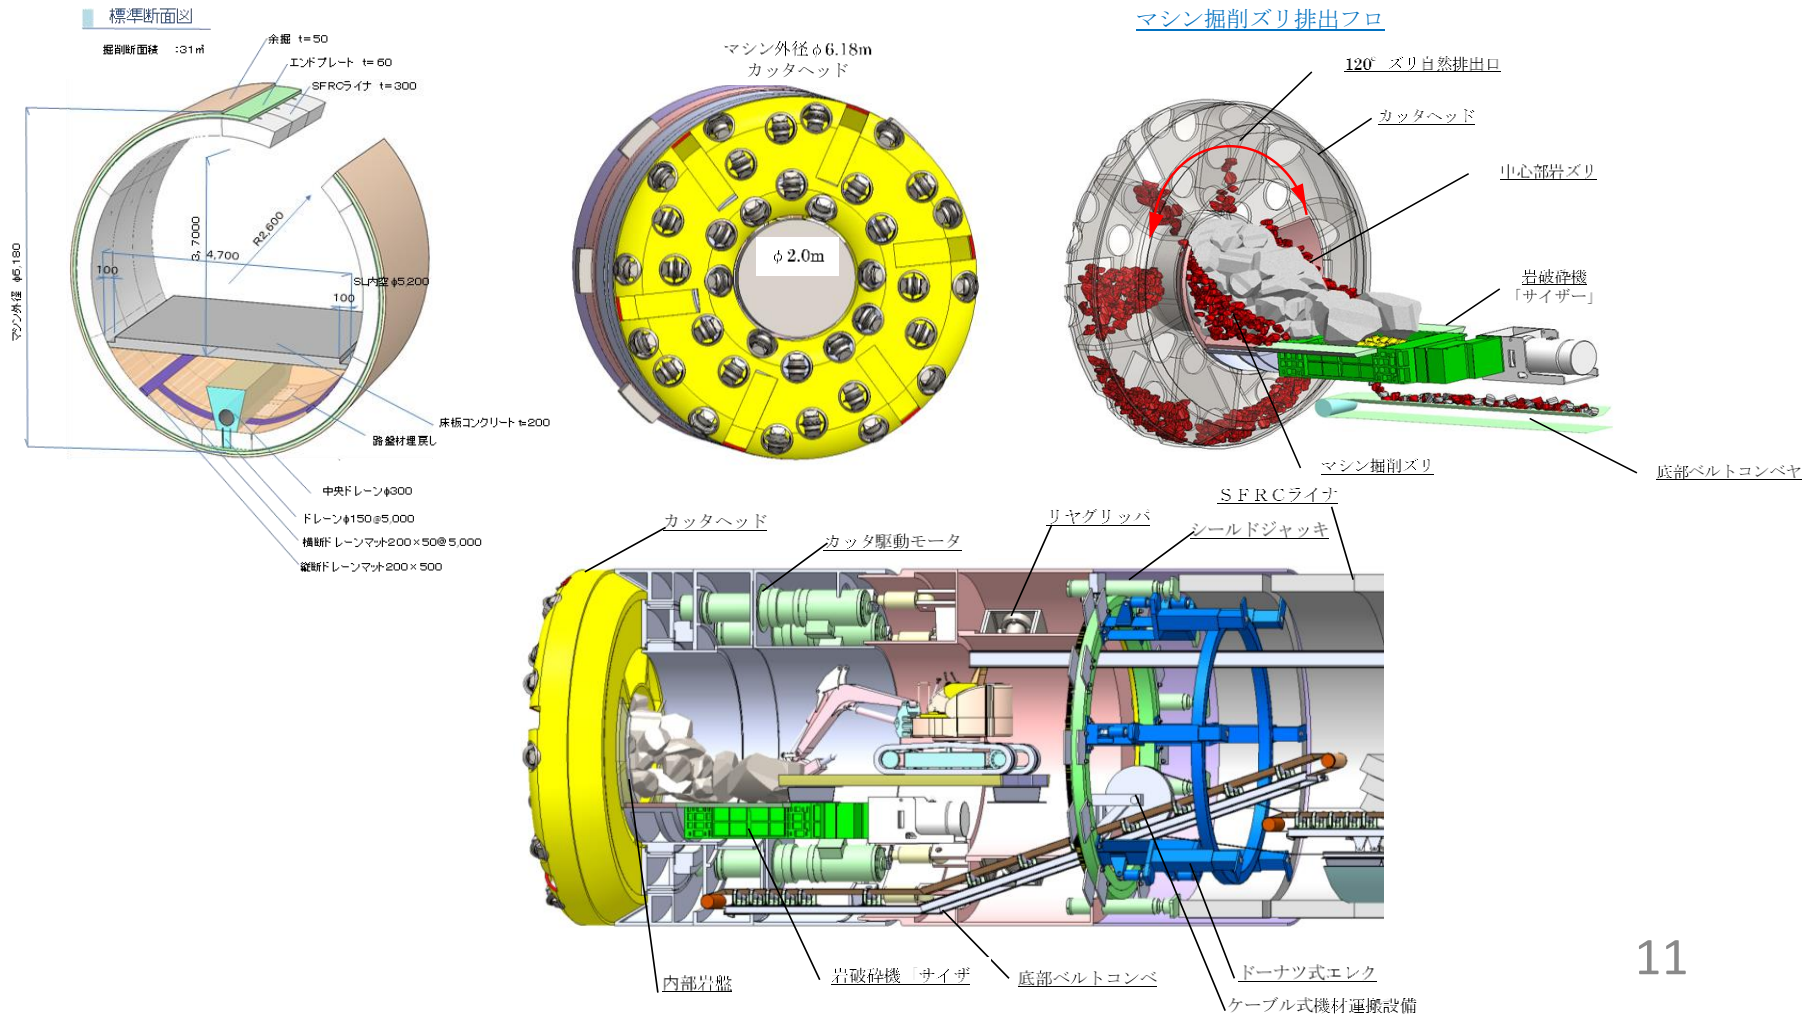 標準断面図
掘削断面積　：31㎡
余掘 t=50
エンドプレート t=60
SFRCライナ t=300
マシン外径 φ6,180
3,7000
R2,600
4,700
100
100
SL内空φ5,200
床板コンクリート t=200
路盤材埋戻し
中央ドレーンφ300
ドレーンφ150@5,000
横断ドレーンマット200×50@5,000
縦断ドレーンマット200×500
マシン外径φ6.18m
カッタヘッド
φ2.0m
マシン掘削ズリ排出フロ
120° ズリ自然排出口
カッタヘッド
中心部岩ズリ
岩破砕機
「サイザー」
マシン掘削ズリ
底部ベルトコンベヤ
カッタヘッド
カッタ駆動モータ
リヤグリッパ
シールドジャッキ
ＳＦＲＣライナ
内部岩盤
岩破砕機「サイザ
底部ベルトコンベ
ドーナツ式エレク
ケーブル式機材運搬設備
11